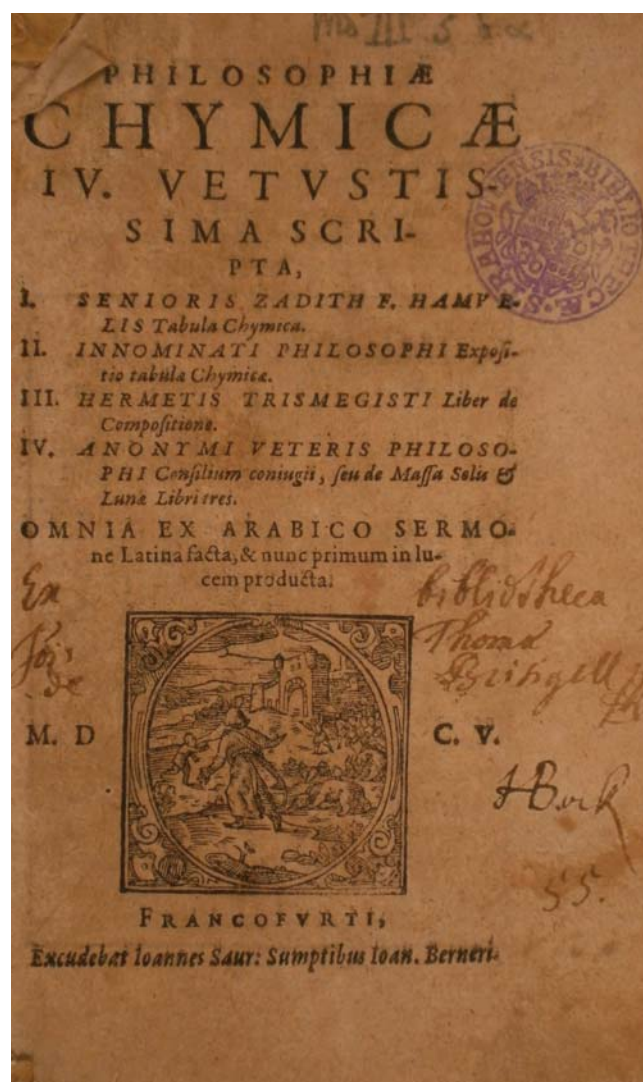 PHILOSOPHIÆ
CHYMICÆ
IV. VETVSTIS-
SIMA SCRI-
PTA,
I. SENIORIS ZADITH F. HAMVE-
LIS Tabula Chymica.
II. INNOMINATI PHILOSOPHI Expoſi-
tio tabulæ Chymicæ.
III. HERMETIS TRISMEGISTI Liber de
Compoſitione.
IV. ANONYMI VETERIS PHILOSO-
PHI Conſilium coniugii, ſeu de Maſſa Solis &
Lunæ Libri tres.
OMNIA EX ARABICO SERMO-
ne Latina facta, & nunc primum in lu-
cem producta.
Ex bibliotheca
Thomæ
M. D C. V.
55.
FRANCOFVRTI,
Excudebat Ioannes Saur: Sumptibus Ioan. Berneri.
STRAHOVIENSIS BIBLIOTHECÆ